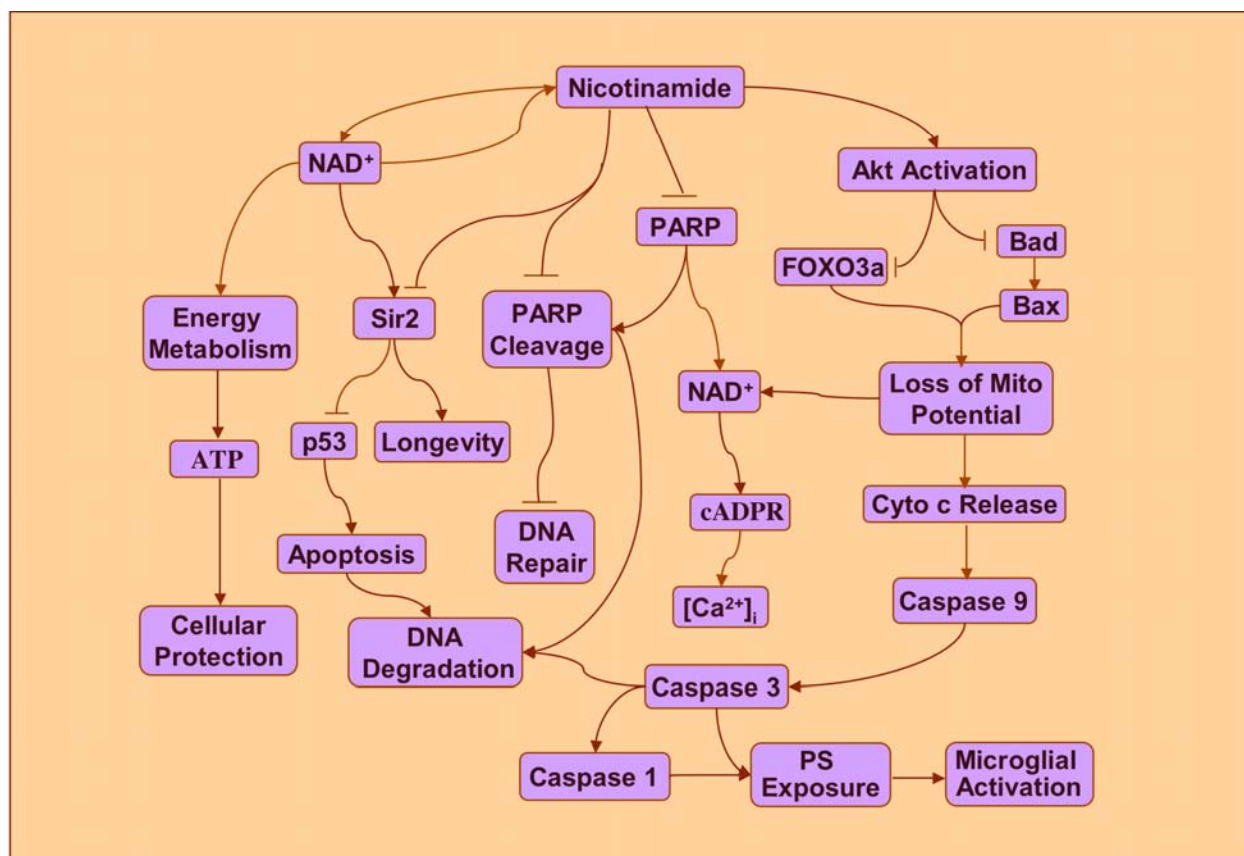 Nicotinamide
NAD⁺
Akt Activation
PARP
Bad
FOXO3a
Bax
Energy
Metabolism
Sir2
PARP
Cleavage
Loss of Mito
Potential
NAD⁺
p53
Longevity
ATP
Cyto c Release
cADPR
DNA
Repair
Apoptosis
Caspase 9
[Ca²⁺]ᵢ
Cellular
Protection
DNA
Degradation
Caspase 3
Caspase 1
PS
Exposure
Microglial
Activation